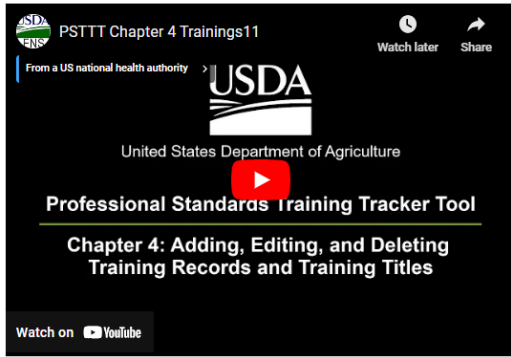 USDA
FNS
PSTTT Chapter 4 Trainings11
Watch later
Share
From a US national health authority
USDA
United States Department of Agriculture
Professional Standards Training Tracker Tool
Chapter 4: Adding, Editing, and Deleting
Training Records and Training Titles
Watch on YouTube